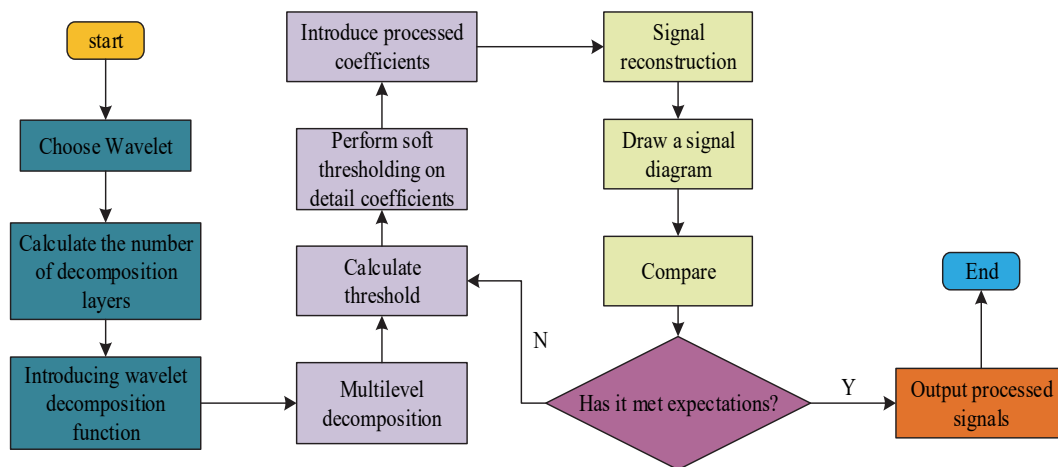 start
Choose Wavelet
Calculate the number
of decomposition
layers
Introducing wavelet
decomposition
function
Multilevel
decomposition
Calculate
threshold
Perform soft
thresholding on
detail coefficients
Introduce processed
coefficients
Signal
reconstruction
Draw a signal
diagram
Compare
Has it met expectations?
N
Y
Output processed
signals
End